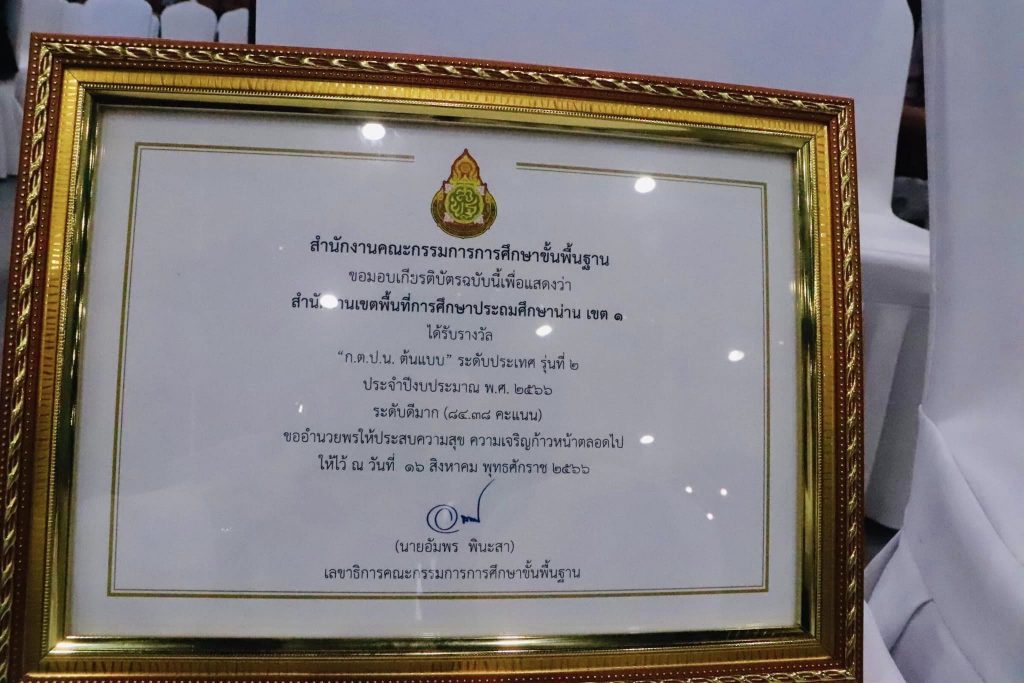 สำนักงานคณะกรรมการการศึกษาขั้นพื้นฐาน
ขอมอบเกียรติบัตรฉบับนี้เพื่อแสดงว่า
สำนักงานเขตพื้นที่การศึกษาประถมศึกษาน่าน เขต ๑
ได้รับรางวัล
“ก.ต.ป.น. ต้นแบบ” ระดับประเทศ รุ่นที่ ๒
ประจำปีงบประมาณ พ.ศ. ๒๕๖๖
ระดับดีมาก (๘๔.๓๘ คะแนน)
ขออำนวยพรให้ประสบความสุข ความเจริญก้าวหน้าตลอดไป
ให้ไว้ ณ วันที่ ๑๖ สิงหาคม พุทธศักราช ๒๕๖๖
(นายอัมพร พินะสา)
เลขาธิการคณะกรรมการการศึกษาขั้นพื้นฐาน